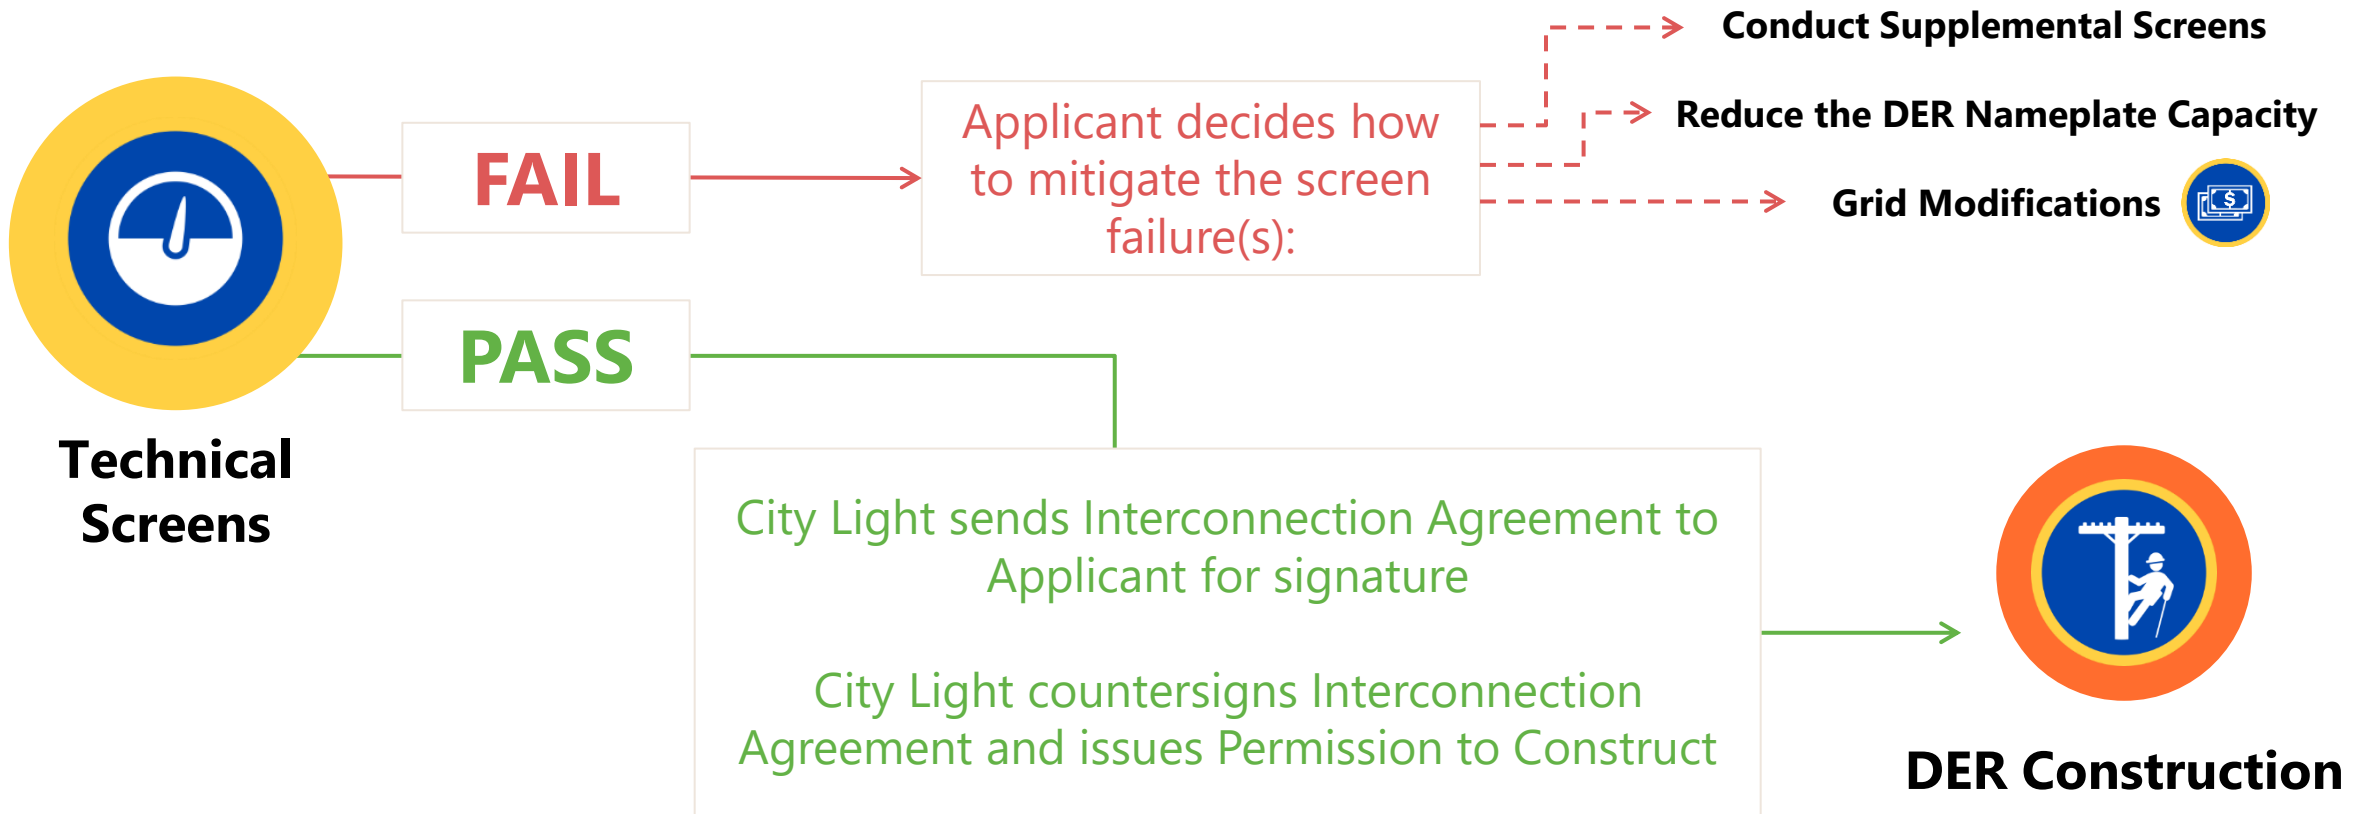 Conduct Supplemental Screens
Reduce the DER Nameplate Capacity
Grid Modifications
$
FAIL
Applicant decides how
to mitigate the screen
failure(s):
PASS
Technical
Screens
City Light sends Interconnection Agreement to
Applicant for signature
City Light countersigns Interconnection
Agreement and issues Permission to Construct
DER Construction